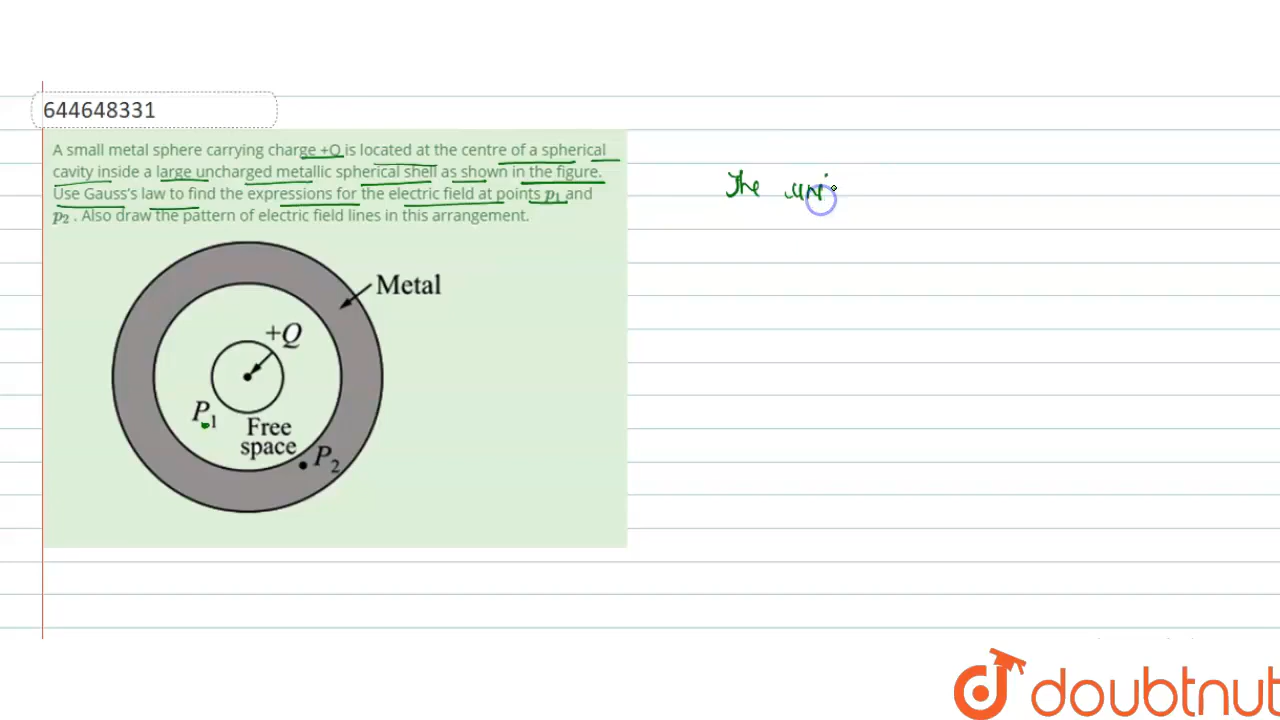 644648331
A small metal sphere carrying charge +Q is located at the centre of a spherical
cavity inside a large uncharged metallic spherical shell as shown in the figure.
Use Gauss's law to find the expressions for the electric field at points p₁ and
p₂ . Also draw the pattern of electric field lines in this arrangement.
The uni
Metal
+Q
P₁
Free
space
P₂
doubtnut